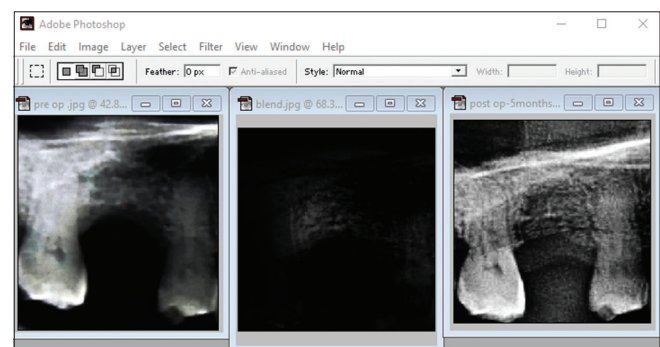 Adobe Photoshop
File Edit Image Layer Select Filter View Window Help
Feather: 0 px Anti-aliased Style: Normal Width: Height:
pre op .jpg @ 42.8... blend.jpg @ 68.3... post op-5months...